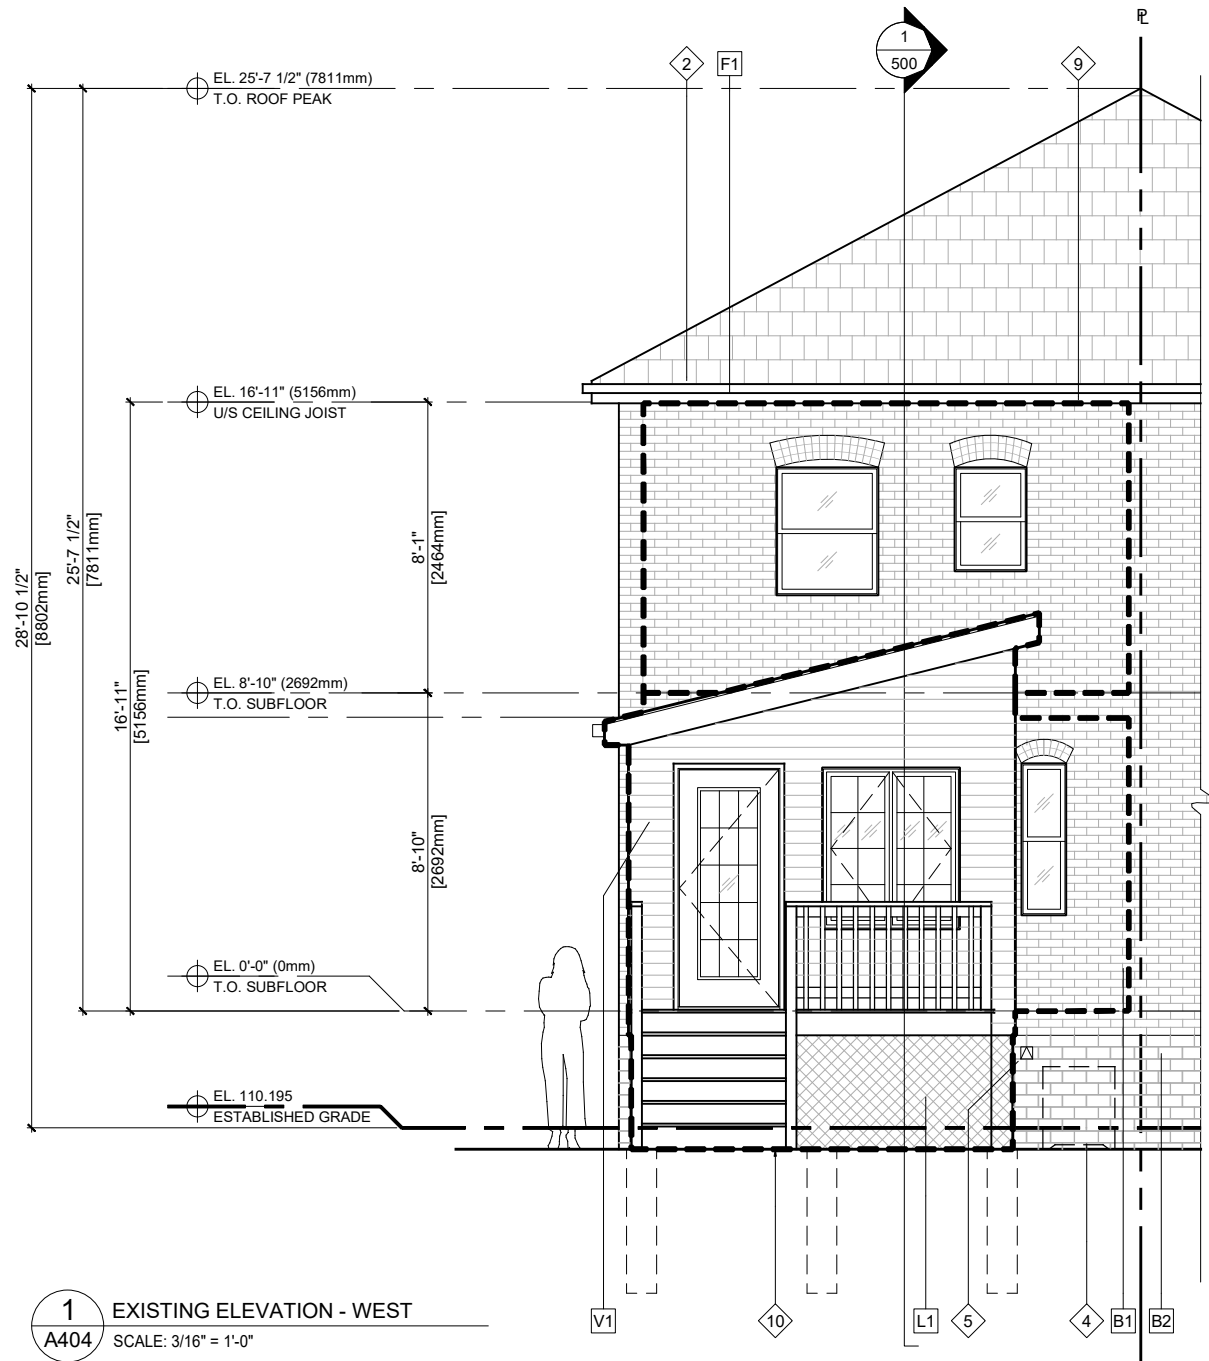 ℄
1
500
2
F1
9
EL. 25'-7 1/2" (7811mm)
T.O. ROOF PEAK
EL. 16'-11" (5156mm)
U/S CEILING JOIST
28'-10 1/2"
[8802mm]
25'-7 1/2"
[7811mm]
16'-11"
[5156mm]
8'-1"
[2464mm]
EL. 8'-10" (2692mm)
T.O. SUBFLOOR
8'-10"
[2692mm]
EL. 0'-0" (0mm)
T.O. SUBFLOOR
EL. 110.195
ESTABLISHED GRADE
V1
10
L1
5
4
B1
B2
1
A404
EXISTING ELEVATION - WEST
SCALE: 3/16" = 1'-0"